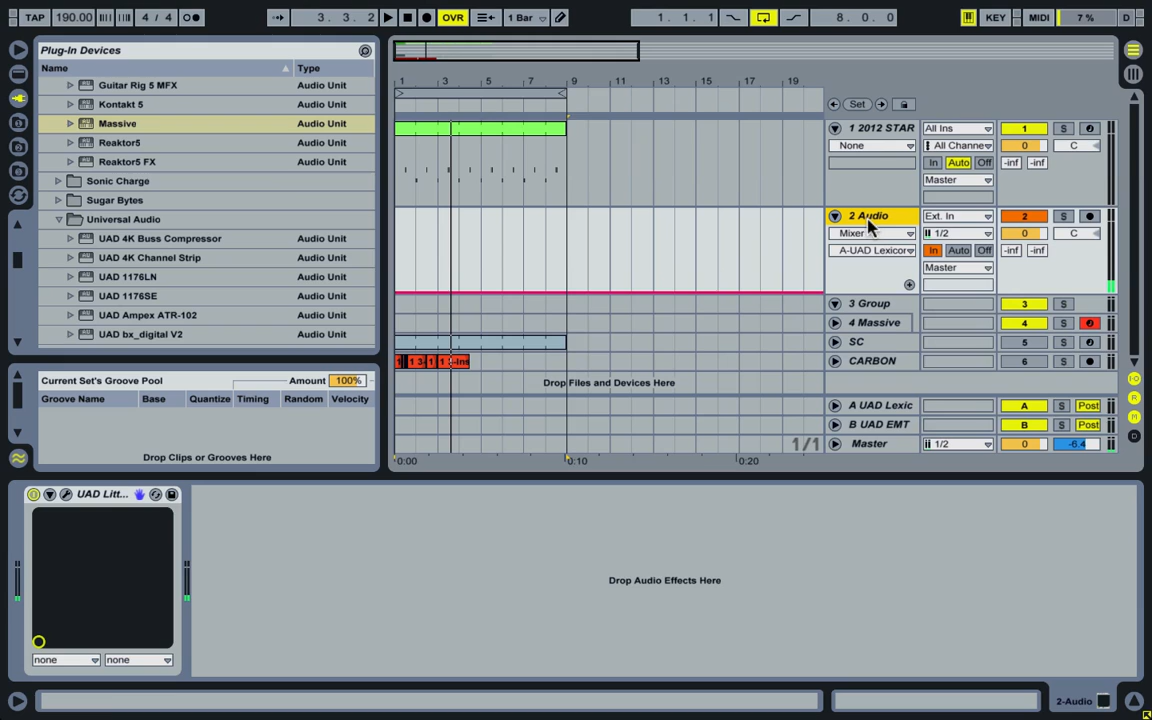 TAP 190.00 4 / 4 3. 3. 2 OVR 1 Bar 1. 1. 1 8. 0. 0 KEY MIDI 7 % D
Plug-In Devices
Name Type
Guitar Rig 5 MFX Audio Unit
Kontakt 5 Audio Unit
Massive Audio Unit
Reaktor5 Audio Unit
Reaktor5 FX Audio Unit
Sonic Charge
Sugar Bytes
Universal Audio
UAD 4K Buss Compressor Audio Unit
UAD 4K Channel Strip Audio Unit
UAD 1176LN Audio Unit
UAD 1176SE Audio Unit
UAD Ampex ATR-102 Audio Unit
UAD bx_digital V2 Audio Unit
Current Set's Groove Pool Amount 100%
Groove Name Base Quantize Timing Random Velocity
Drop Clips or Grooves Here
1 3 5 7 9 11 13 15 17 19
Set
1 2012 STAR All Ins 1 S
None All Channe 0 C
In Auto Off -inf -inf
Master
2 Audio Ext. In 2 S
Mixer 1/2 0 C
A-UAD Lexicor In Auto Off -inf -inf
Master
3 Group 3 S
4 Massive 4 S
SC 5 S
CARBON 6 S
Drop Files and Devices Here
A UAD Lexic A S Post
B UAD EMT B S Post
1/1 Master 1/2 0 -6.4
0:00 0:10 0:20
UAD Litt...
Drop Audio Effects Here
none none
2-Audio